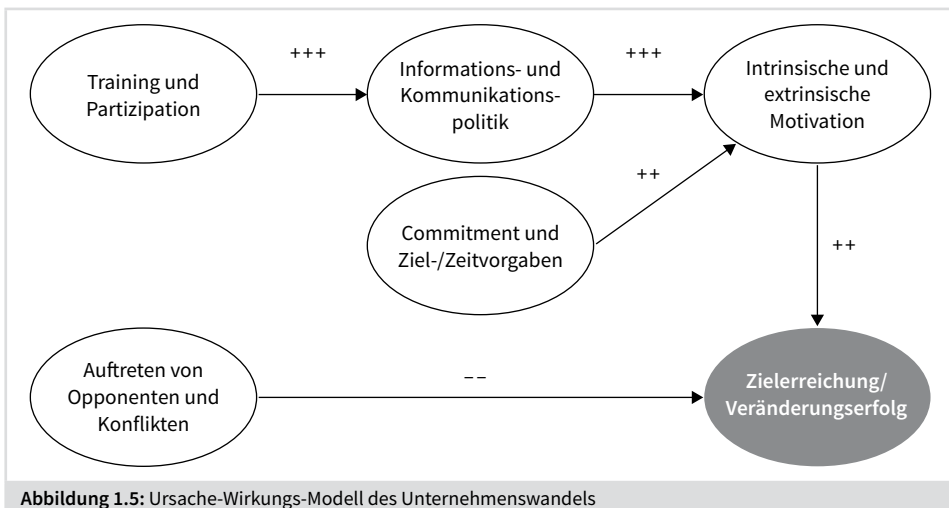 Training und
Partizipation
+++
Informations- und
Kommunikations-
politik
+++
Intrinsische und
extrinsische
Motivation
Commitment und
Ziel-/Zeitvorgaben
++
++
Auftreten von
Opponenten und
Konflikten
−−
Zielerreichung/
Veränderungserfolg
Abbildung 1.5: Ursache-Wirkungs-Modell des Unternehmenswandels